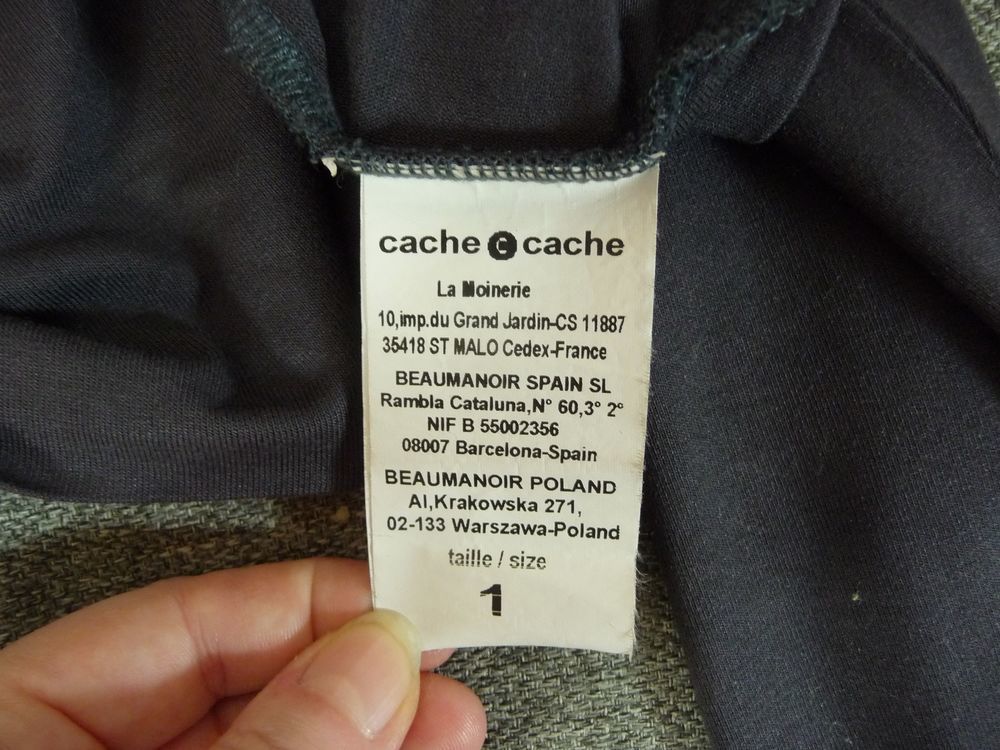 cache c cache
La Moinerie
10,imp.du Grand Jardin-CS 11887
35418 ST MALO Cedex-France
BEAUMANOIR SPAIN SL
Rambla Cataluna,N° 60,3° 2°
NIF B 55002356
08007 Barcelona-Spain
BEAUMANOIR POLAND
Al,Krakowska 271,
02-133 Warszawa-Poland
taille / size
1